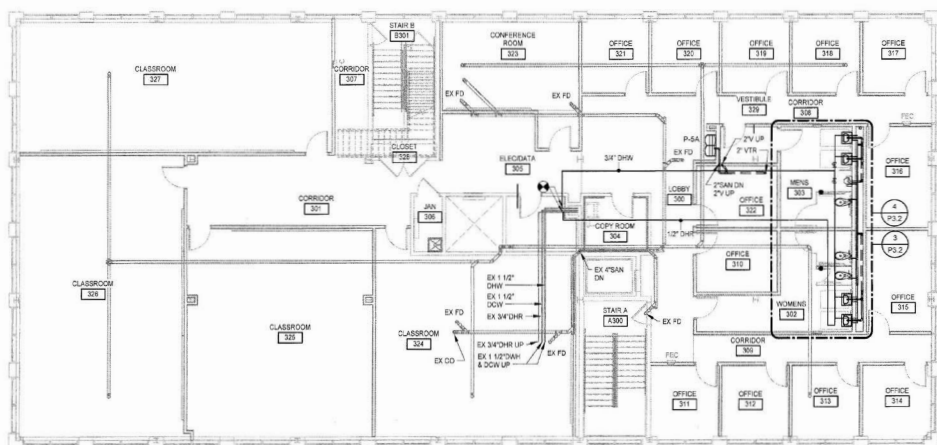 STAIR B
B301
CLASSROOM
327
CORRIDOR
307
CONFERENCE
ROOM
323
OFFICE
321
OFFICE
320
OFFICE
319
OFFICE
318
OFFICE
317
EX FD
EX FD
VESTIBULE
329
CORRIDOR
308
FEC
CLOSET
328
ELEC/DATA
305
3/4" DHW
P-5A
EX FD
2"V UP
2" VTR
2"SAN DN
2"V UP
LOBBY
300
OFFICE
322
MENS
303
OFFICE
316
4
P3.2
3
P3.2
CORRIDOR
301
JAN
306
COPY ROOM
304
1/2" DHR
OFFICE
310
EX 4"SAN
DN
CLASSROOM
326
CLASSROOM
325
CLASSROOM
324
EX 1 1/2"
DHW
EX 1 1/2"
DCW
EX 3/4"DHR
EX FD
EX OD
EX 3/4"DHR UP
EX 1 1/2"DWH
& DCW UP
EX FD
STAIR A
A300
EX FD
WOMENS
302
OFFICE
315
CORRIDOR
309
FEC
OFFICE
311
OFFICE
312
OFFICE
313
OFFICE
314